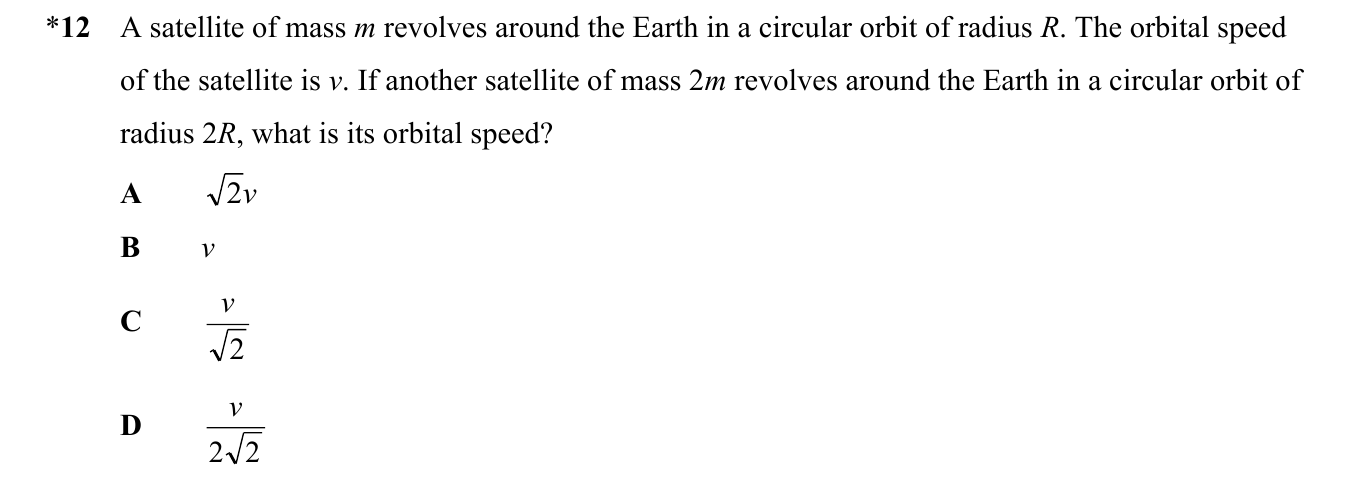 *12 A satellite of mass m revolves around the Earth in a circular orbit of radius R. The orbital speed
of the satellite is v. If another satellite of mass 2m revolves around the Earth in a circular orbit of
radius 2R, what is its orbital speed?
A √2v
B v
C v/√2
D v/2√2